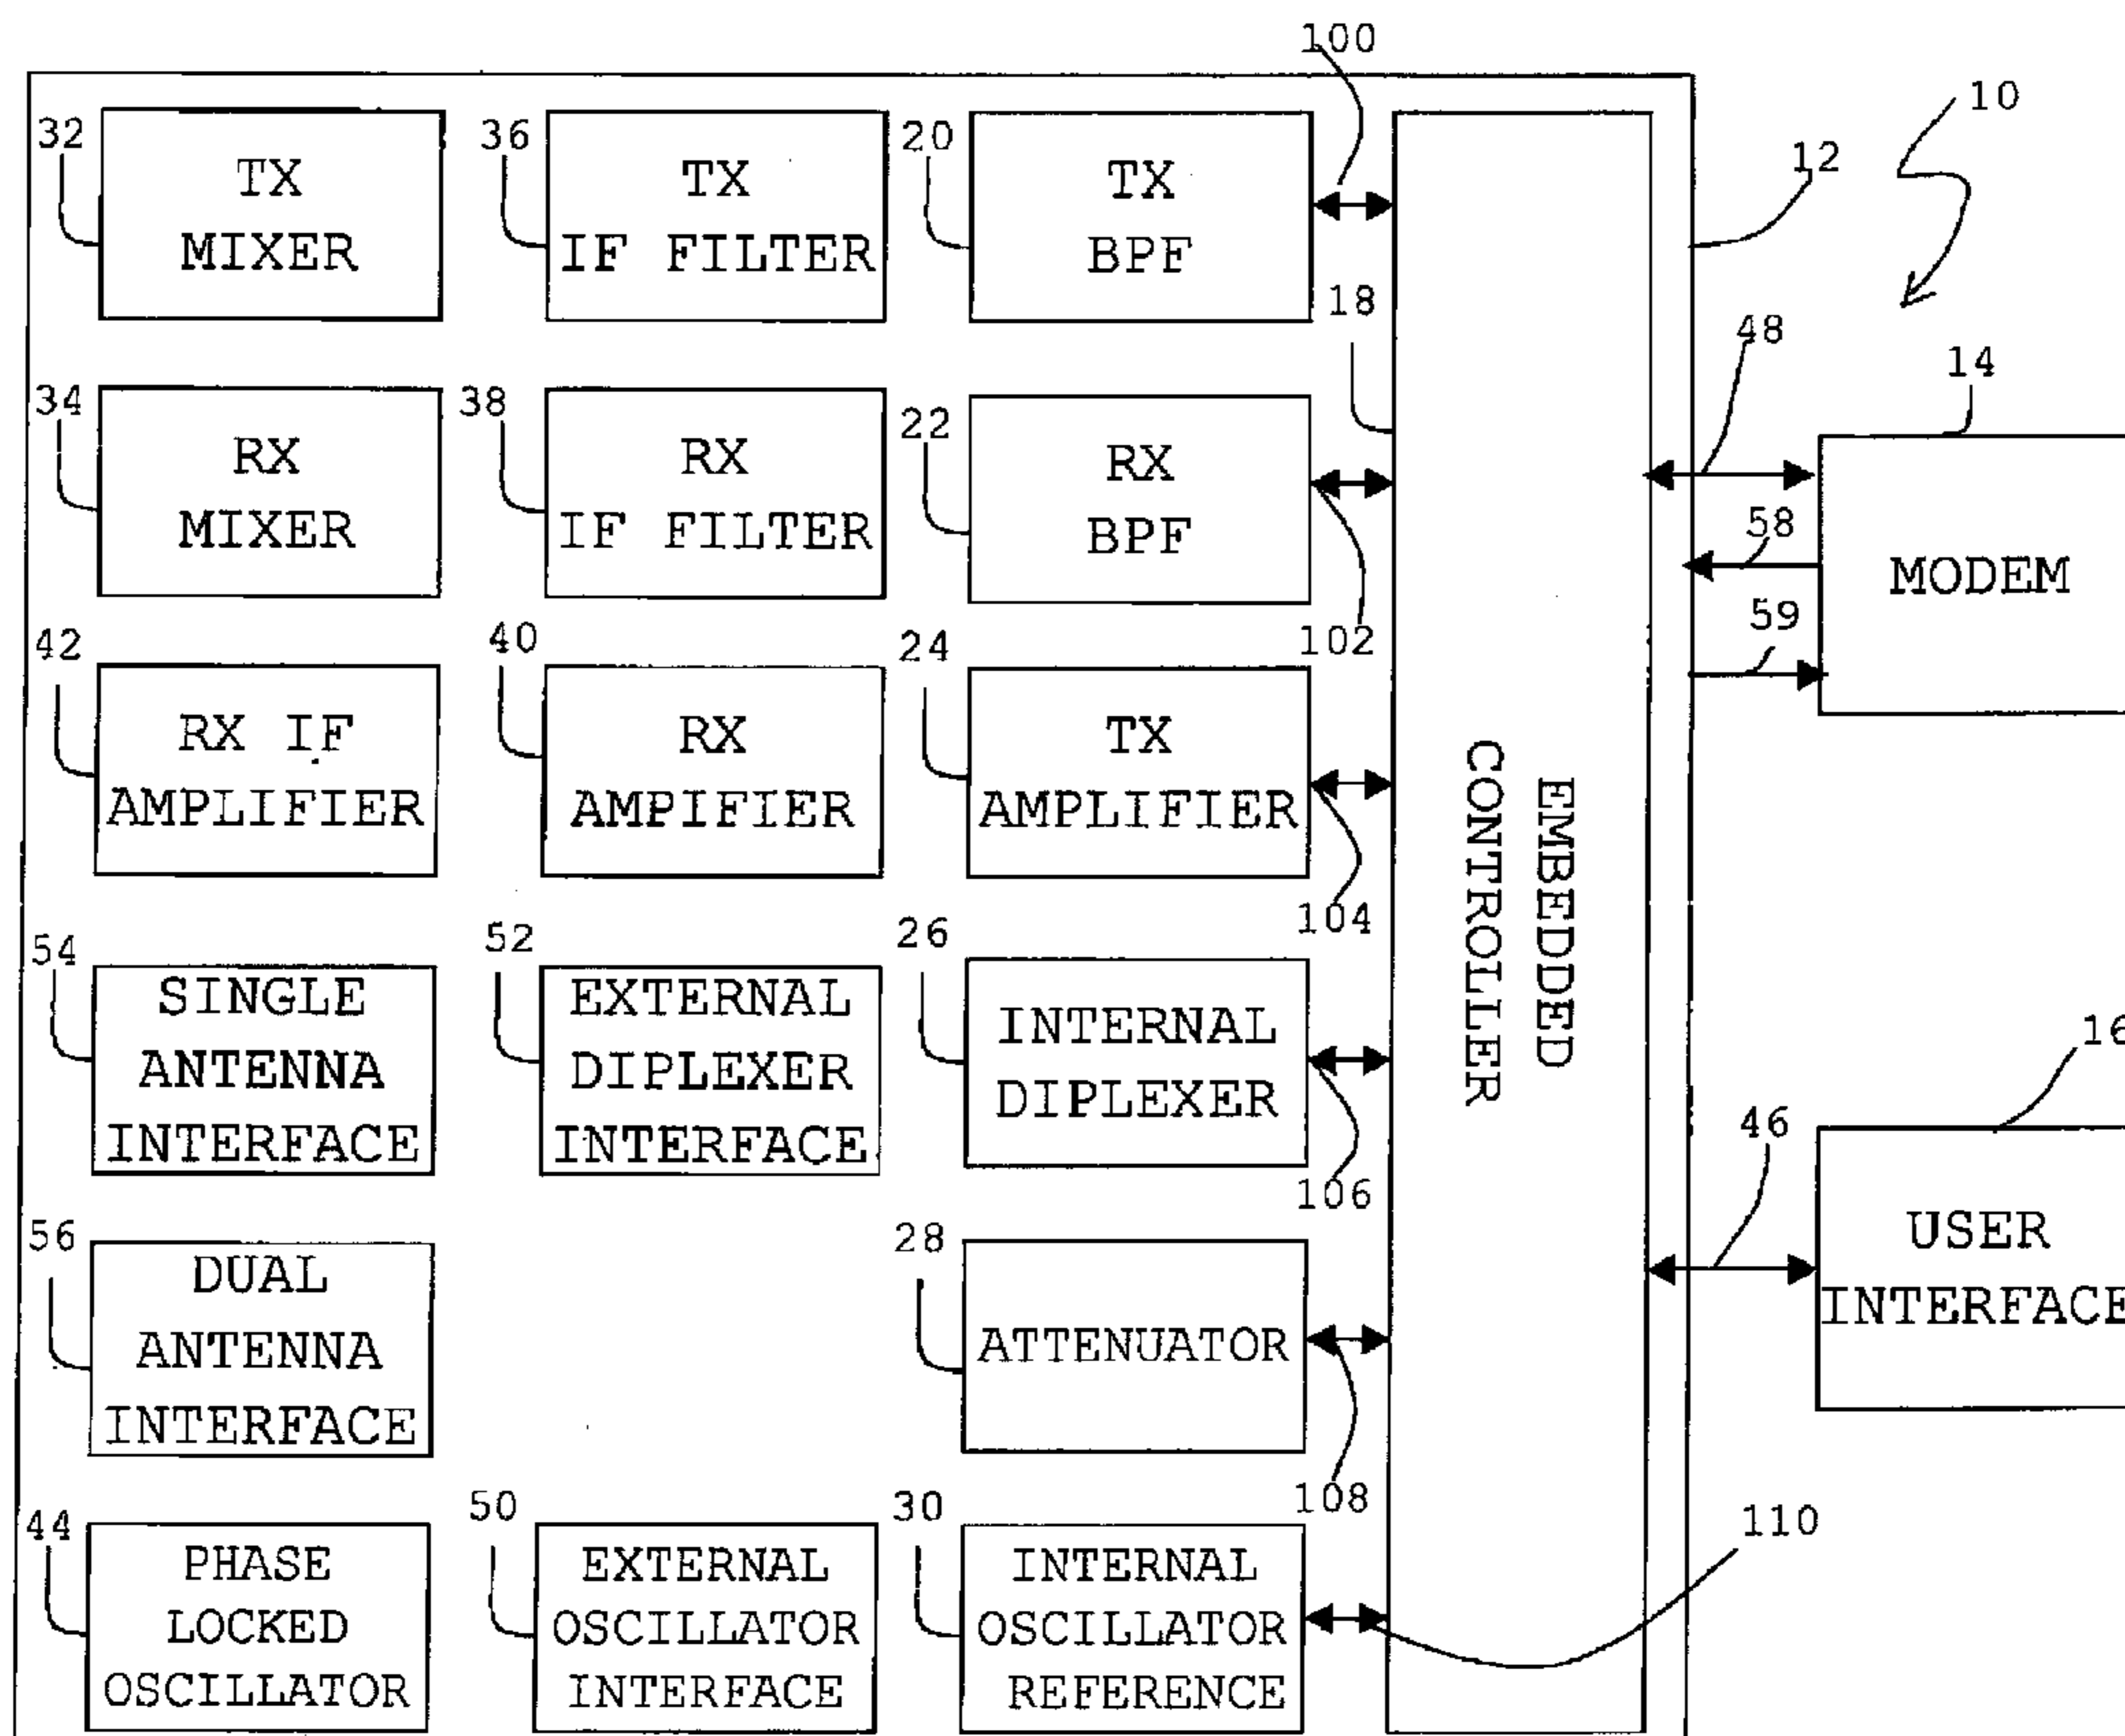 100
10
12
32
TX
MIXER
36
TX
IF FILTER
20
TX
BPF
18
48
14
34
RX
MIXER
38
RX
IF FILTER
22
RX
BPF
102
58
59
MODEM
42
RX IF
AMPLIFIER
40
RX
AMPIFIER
24
TX
AMPLIFIER
104
EMBEDDED
CONTROLLER
54
SINGLE
ANTENNA
INTERFACE
52
EXTERNAL
DIPLEXER
INTERFACE
26
INTERNAL
DIPLEXER
106
16
46
USER
INTERFACE
56
DUAL
ANTENNA
INTERFACE
28
ATTENUATOR
108
110
44
PHASE
LOCKED
OSCILLATOR
50
EXTERNAL
OSCILLATOR
INTERFACE
30
INTERNAL
OSCILLATOR
REFERENCE